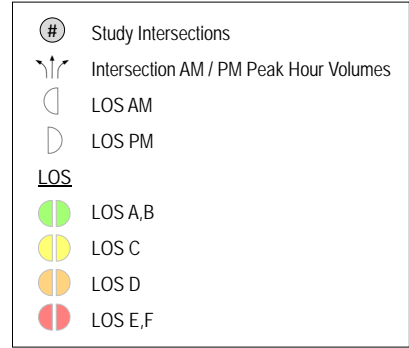 # Study Intersections
Intersection AM / PM Peak Hour Volumes
LOS AM
LOS PM
LOS
LOS A,B
LOS C
LOS D
LOS E,F